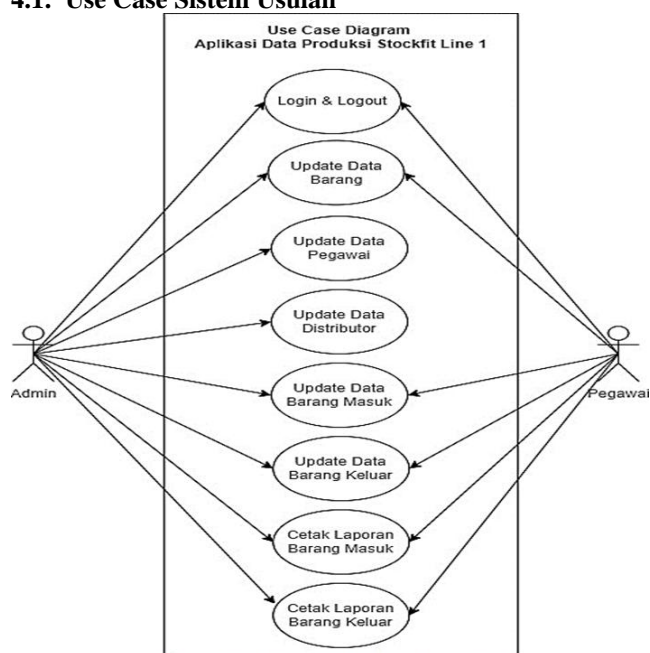 4.1. Use Case Sistem Usulan
Use Case Diagram
Aplikasi Data Produksi Stockfit Line 1
Login & Logout
Update Data
Barang
Update Data
Pegawai
Update Data
Distributor
Admin
Pegawai
Update Data
Barang Masuk
Update Data
Barang Keluar
Cetak Laporan
Barang Masuk
Cetak Laporan
Barang Keluar